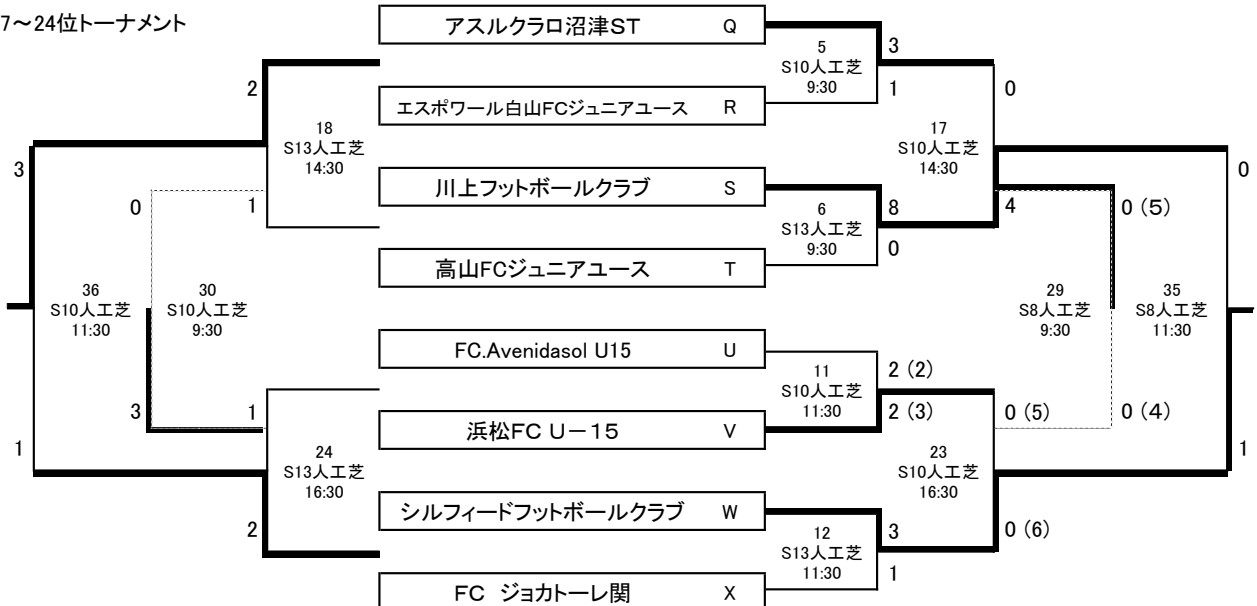 7～24位トーナメント
アスルクラロ沼津ST Q
5
S10人工芝
9:30
3
1
エスポワール白山FCジュニアユース R
2
18
S13人工芝
14:30
1
17
S10人工芝
14:30
0
4
川上フットボールクラブ S
6
S13人工芝
9:30
8
0
高山FCジュニアユース T
3
0
36
S10人工芝
11:30
30
S10人工芝
9:30
3
1
0 (5)
29
S8人工芝
9:30
0 (4)
35
S8人工芝
11:30
0
1
FC.Avenidasol U15 U
11
S10人工芝
11:30
2 (2)
2 (3)
浜松FC U－15 V
1
24
S13人工芝
16:30
2
0 (5)
23
S10人工芝
16:30
0 (6)
シルフィードフットボールクラブ W
12
S13人工芝
11:30
3
1
FC ジョカトーレ関 X